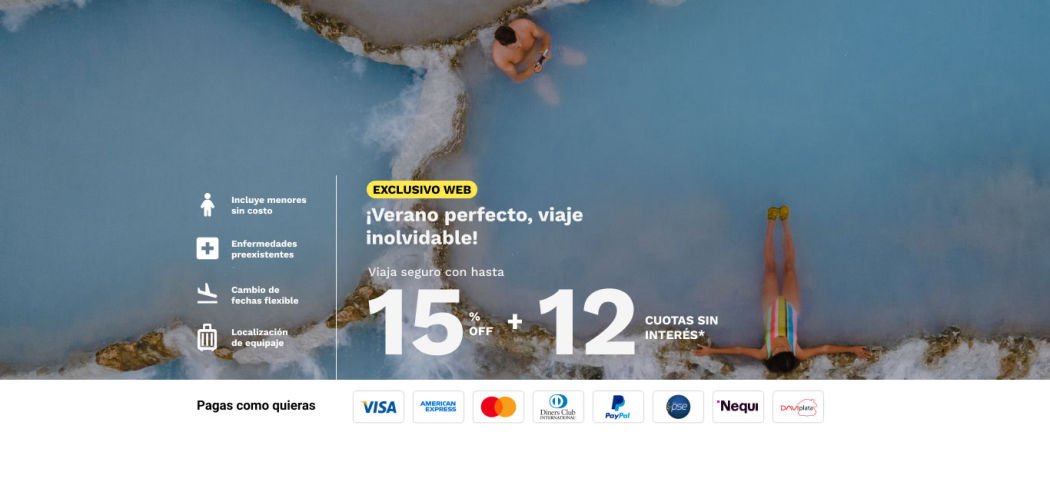 EXCLUSIVO WEB
¡Verano perfecto, viaje
inolvidable!
Viaja seguro con hasta
15 % OFF + 12 CUOTAS SIN INTERÉS*
Incluye menores
sin costo
Enfermedades
preexistentes
Cambio de
fechas flexible
Localización
de equipaje
Pagas como quieras
VISA
AMERICAN
EXPRESS
Diners Club
INTERNATIONAL
PayPal
pse
Nequi
DAVIplata